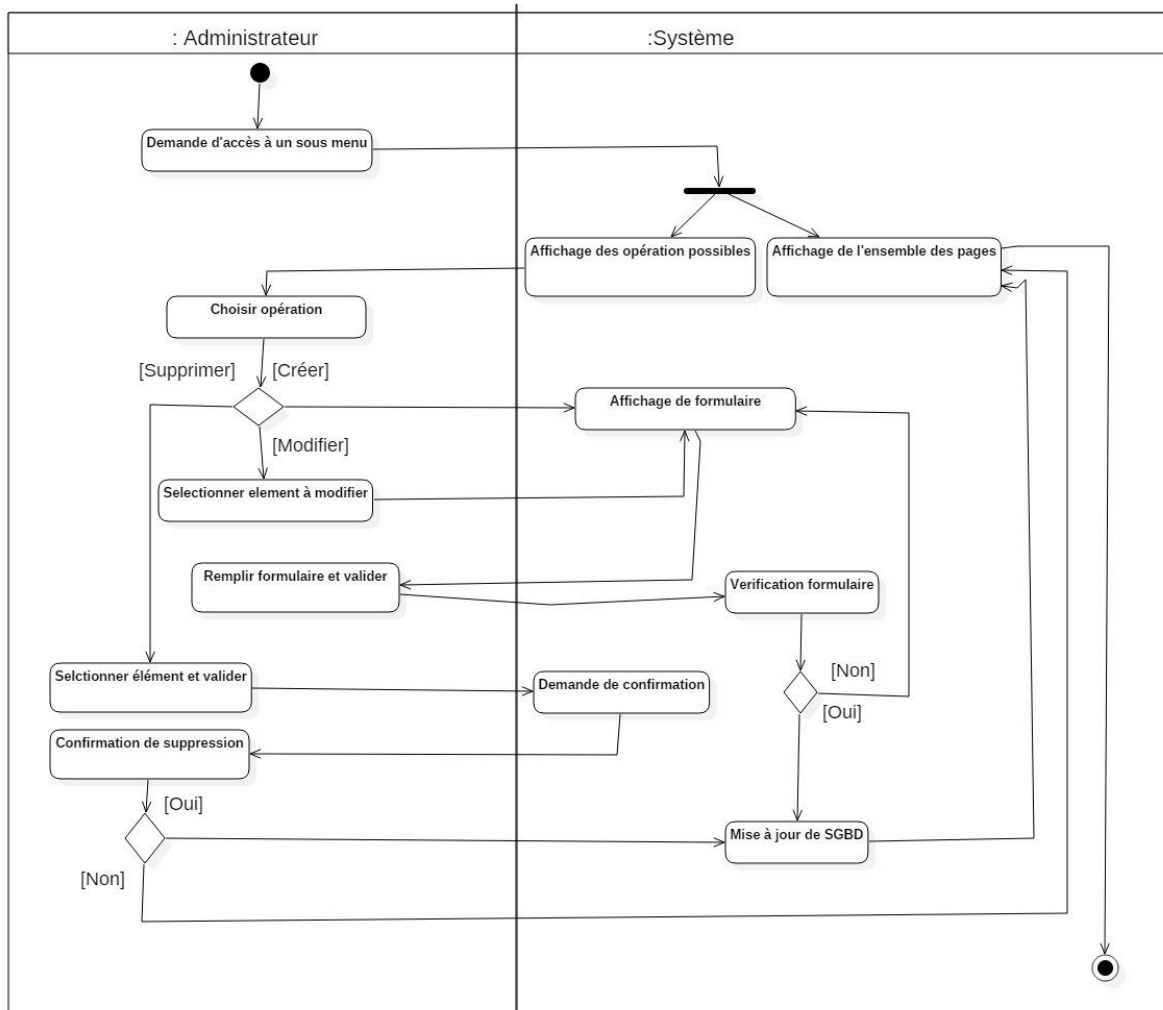 : Administrateur
:Système
Demande d'accès à un sous menu
Affichage des opération possibles
Affichage de l'ensemble des pages
Choisir opération
[Supprimer]
[Créer]
Affichage de formulaire
[Modifier]
Selectionner element à modifier
Remplir formulaire et valider
Verification formulaire
Selctionner élément et valider
Demande de confirmation
[Non]
[Oui]
Confirmation de suppression
[Oui]
Mise à jour de SGBD
[Non]